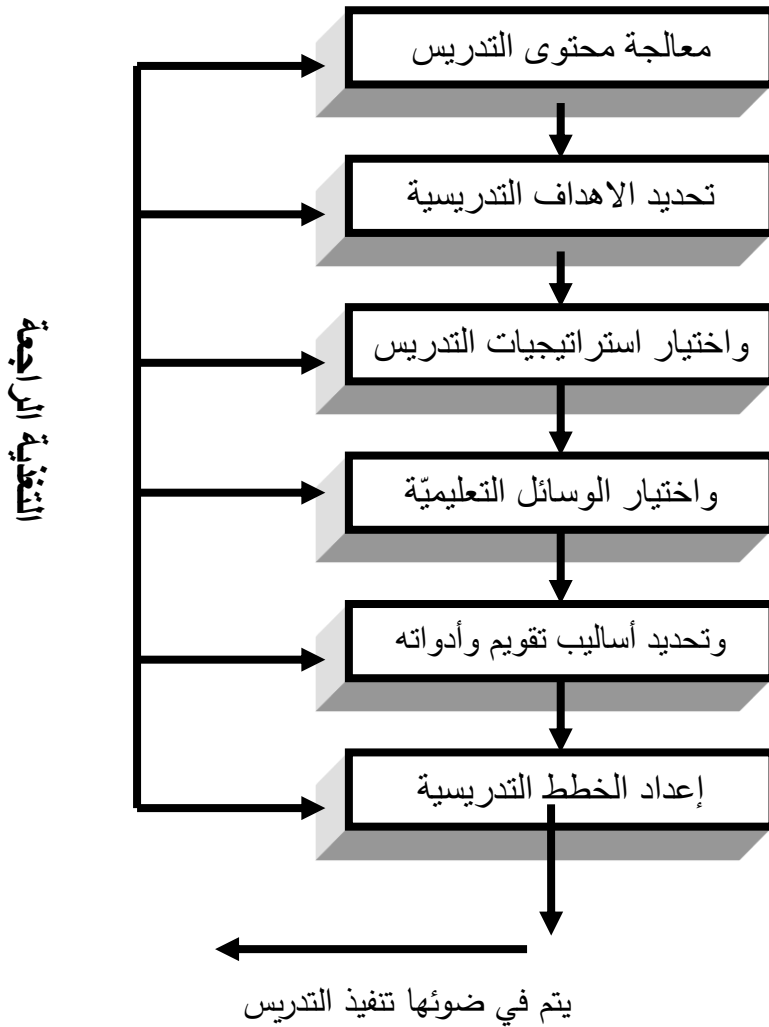 معالجة محتوى التدريس
تحديد الاهداف التدريسية
واختيار استراتيجيات التدريس
واختيار الوسائل التعليميّة
وتحديد أساليب تقويم وأدواته
إعداد الخطط التدريسية
التغذية الراجعة
يتم في ضوئها تنفيذ التدريس